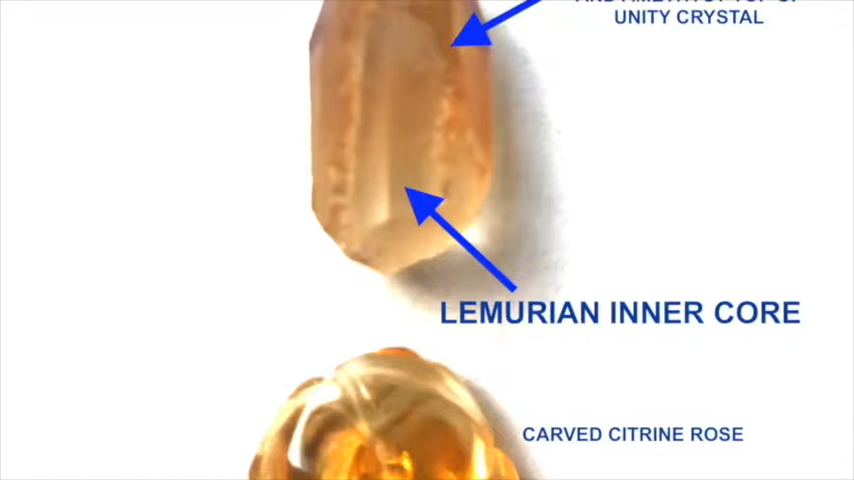 UNITY CRYSTAL
LEMURIAN INNER CORE
CARVED CITRINE ROSE